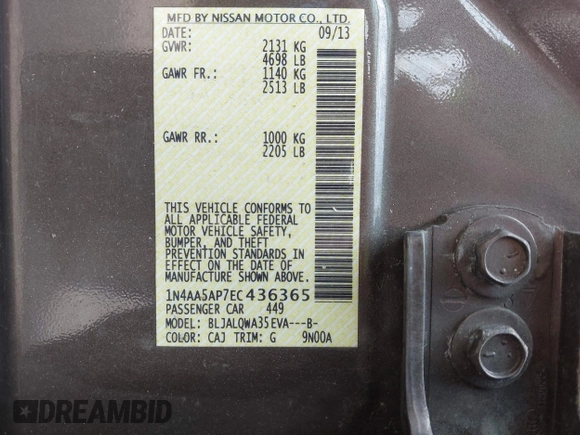 MFD BY NISSAN MOTOR CO., LTD.
DATE: 09/13
GVWR: 2131 KG
4698 LB
GAWR FR.: 1140 KG
2513 LB
GAWR RR.: 1000 KG
2205 LB
THIS VEHICLE CONFORMS TO
ALL APPLICABLE FEDERAL
MOTOR VEHICLE SAFETY,
BUMPER, AND THEFT
PREVENTION STANDARDS IN
EFFECT ON THE DATE OF
MANUFACTURE SHOWN ABOVE.
1N4AA5AP7EC436365
PASSENGER CAR 449
MODEL: BLJALQWA35EVA---B-
COLOR: CAJ TRIM: G 9N00A
DREAMBID